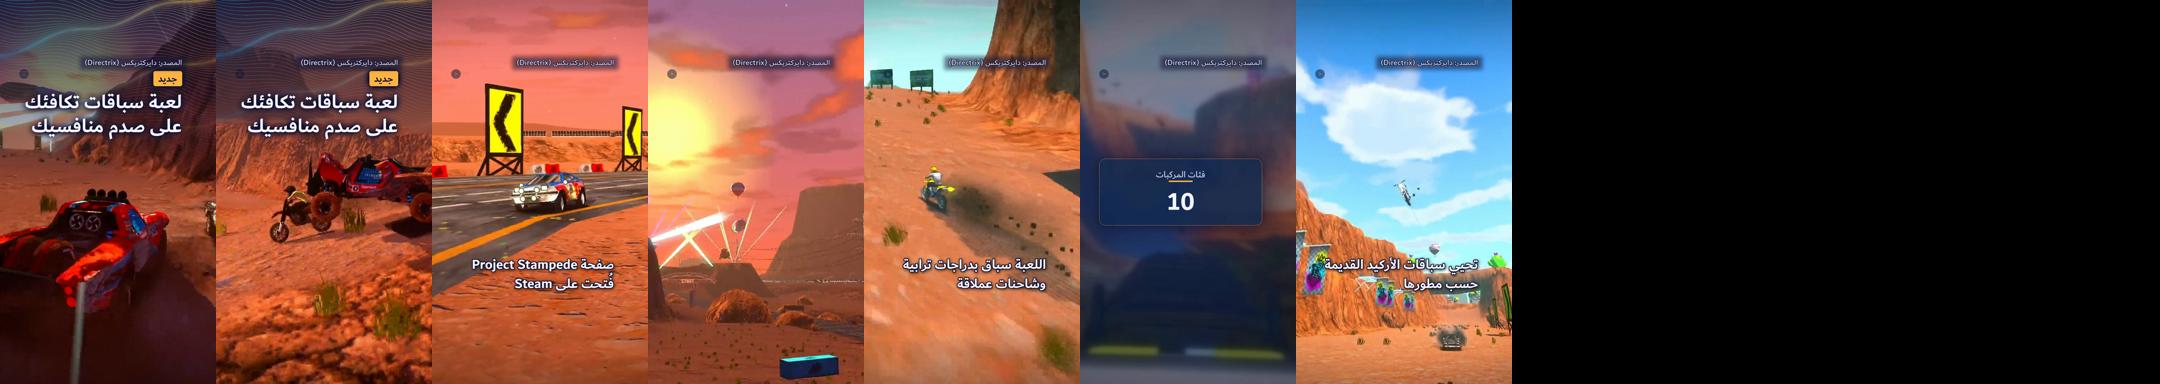 المصدر: دايركتريكس (Directrix)
جديد
لعبة سباقات تكافئك
على صدم منافسيك
المصدر: دايركتريكس (Directrix)
جديد
لعبة سباقات تكافئك
على صدم منافسيك
المصدر: دايركتريكس (Directrix)
صفحة Project Stampede
فُتحت على Steam
المصدر: دايركتريكس (Directrix)
المصدر: دايركتريكس (Directrix)
اللعبة سباق بدراجات ترابية
وشاحنات عملاقة
المصدر: دايركتريكس (Directrix)
فئات المركبات
10
المصدر: دايركتريكس (Directrix)
تحيي سباقات الأركيد القديمة
حسب مطورها